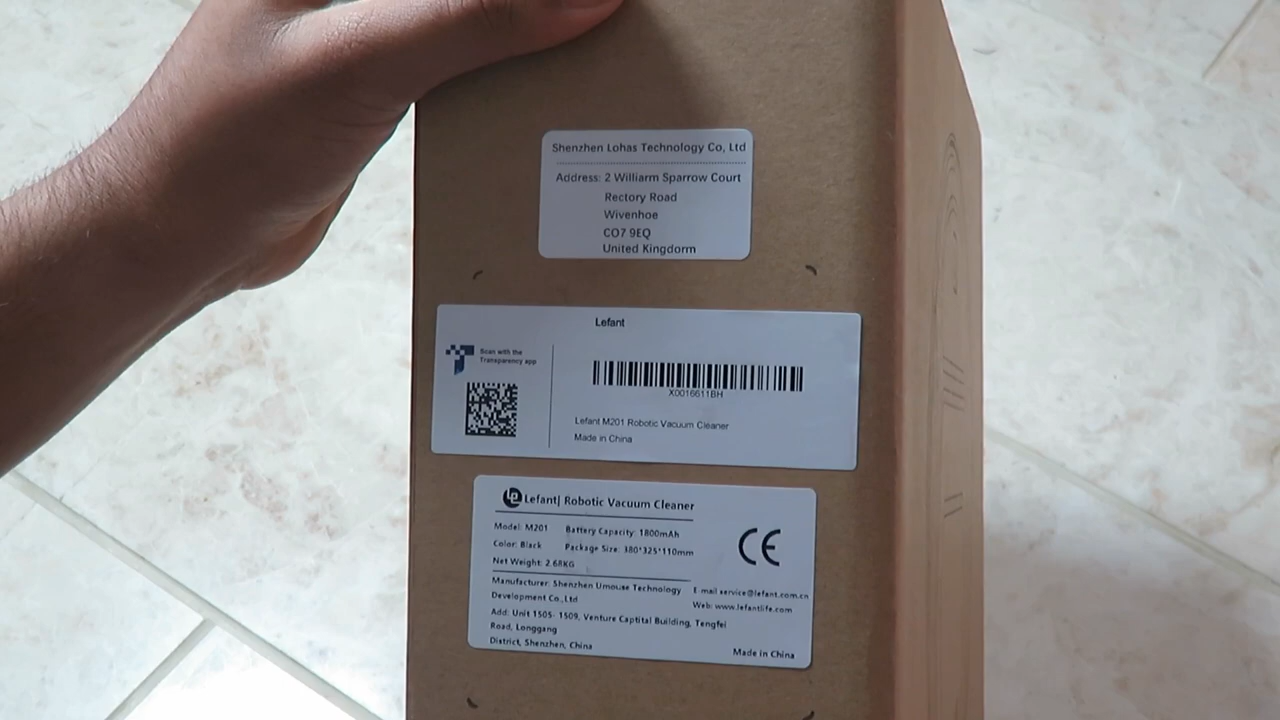 Shenzhen Lohas Technology Co, Ltd
Address: 2 Williarm Sparrow Court
Rectory Road
Wivenhoe
CO7 9EQ
United Kingdorm
Lefant
Scan with the
Transparency app
X0016611BH
Lefant M201 Robotic Vacuum Cleaner
Made in China
Lefant| Robotic Vacuum Cleaner
Model: M201 Battery Capacity: 1800mAh
Color: Black Package Size: 380*325*110mm
Net Weight: 2.68KG
CE
Manufacturer: Shenzhen Umouse Technology
Development Co.,Ltd
E-mail service@lefant.com.cn
Web: www.lefantlife.com
Add: Unit 1505- 1509, Venture Captital Building, Tengfei
Road, Longgang
District, Shenzhen, China
Made in China